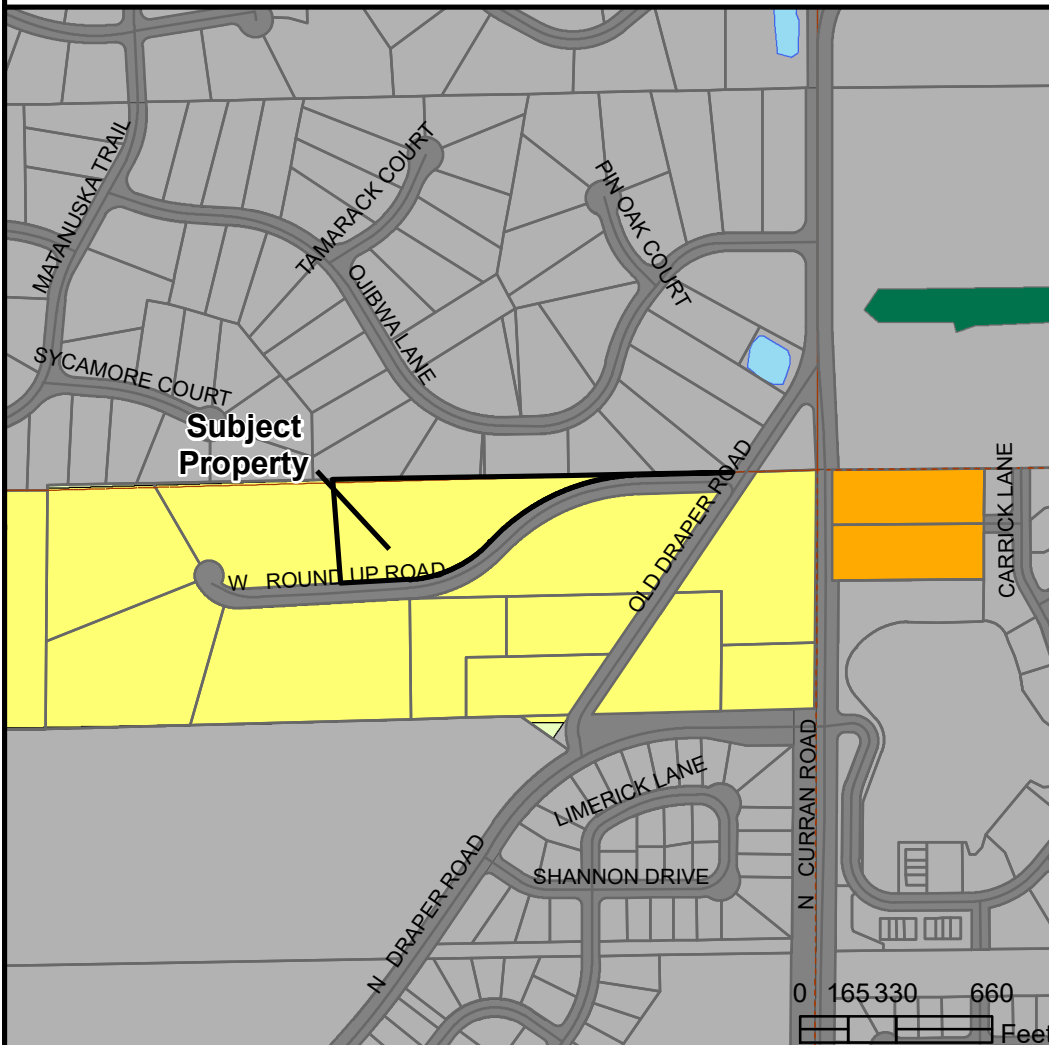 MATANUSKA TRAIL
TAMARACK COURT
PIN OAK COURT
OJIBWA LANE
SYCAMORE COURT
Subject
Property
W ROUND UP ROAD
OLD DRAPER ROAD
CARRICK LANE
N CURRAN ROAD
LIMERICK LANE
SHANNON DRIVE
N DRAPER ROAD
0 165 330 660
Feet